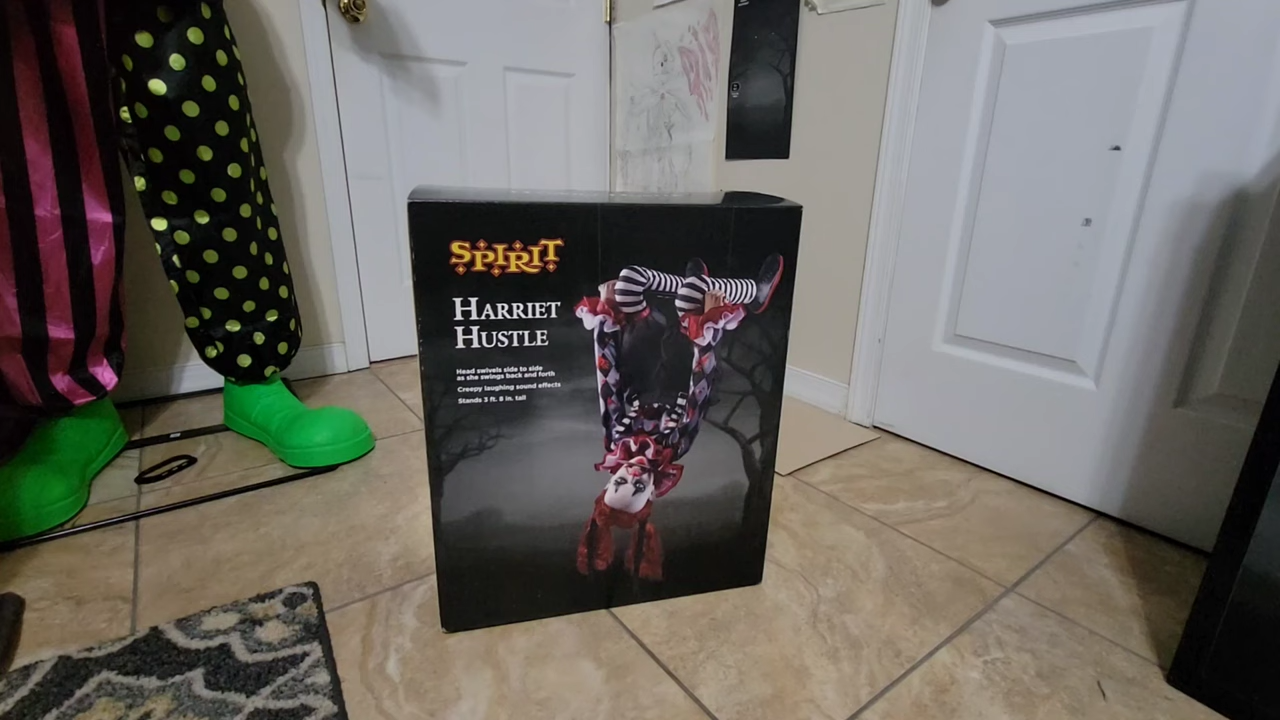 SPIRIT
HARRIET
HUSTLE
Head swivels side to side
as she swings back and forth
Creepy laughing sound effects
Stands 3 ft. 8 in. tall